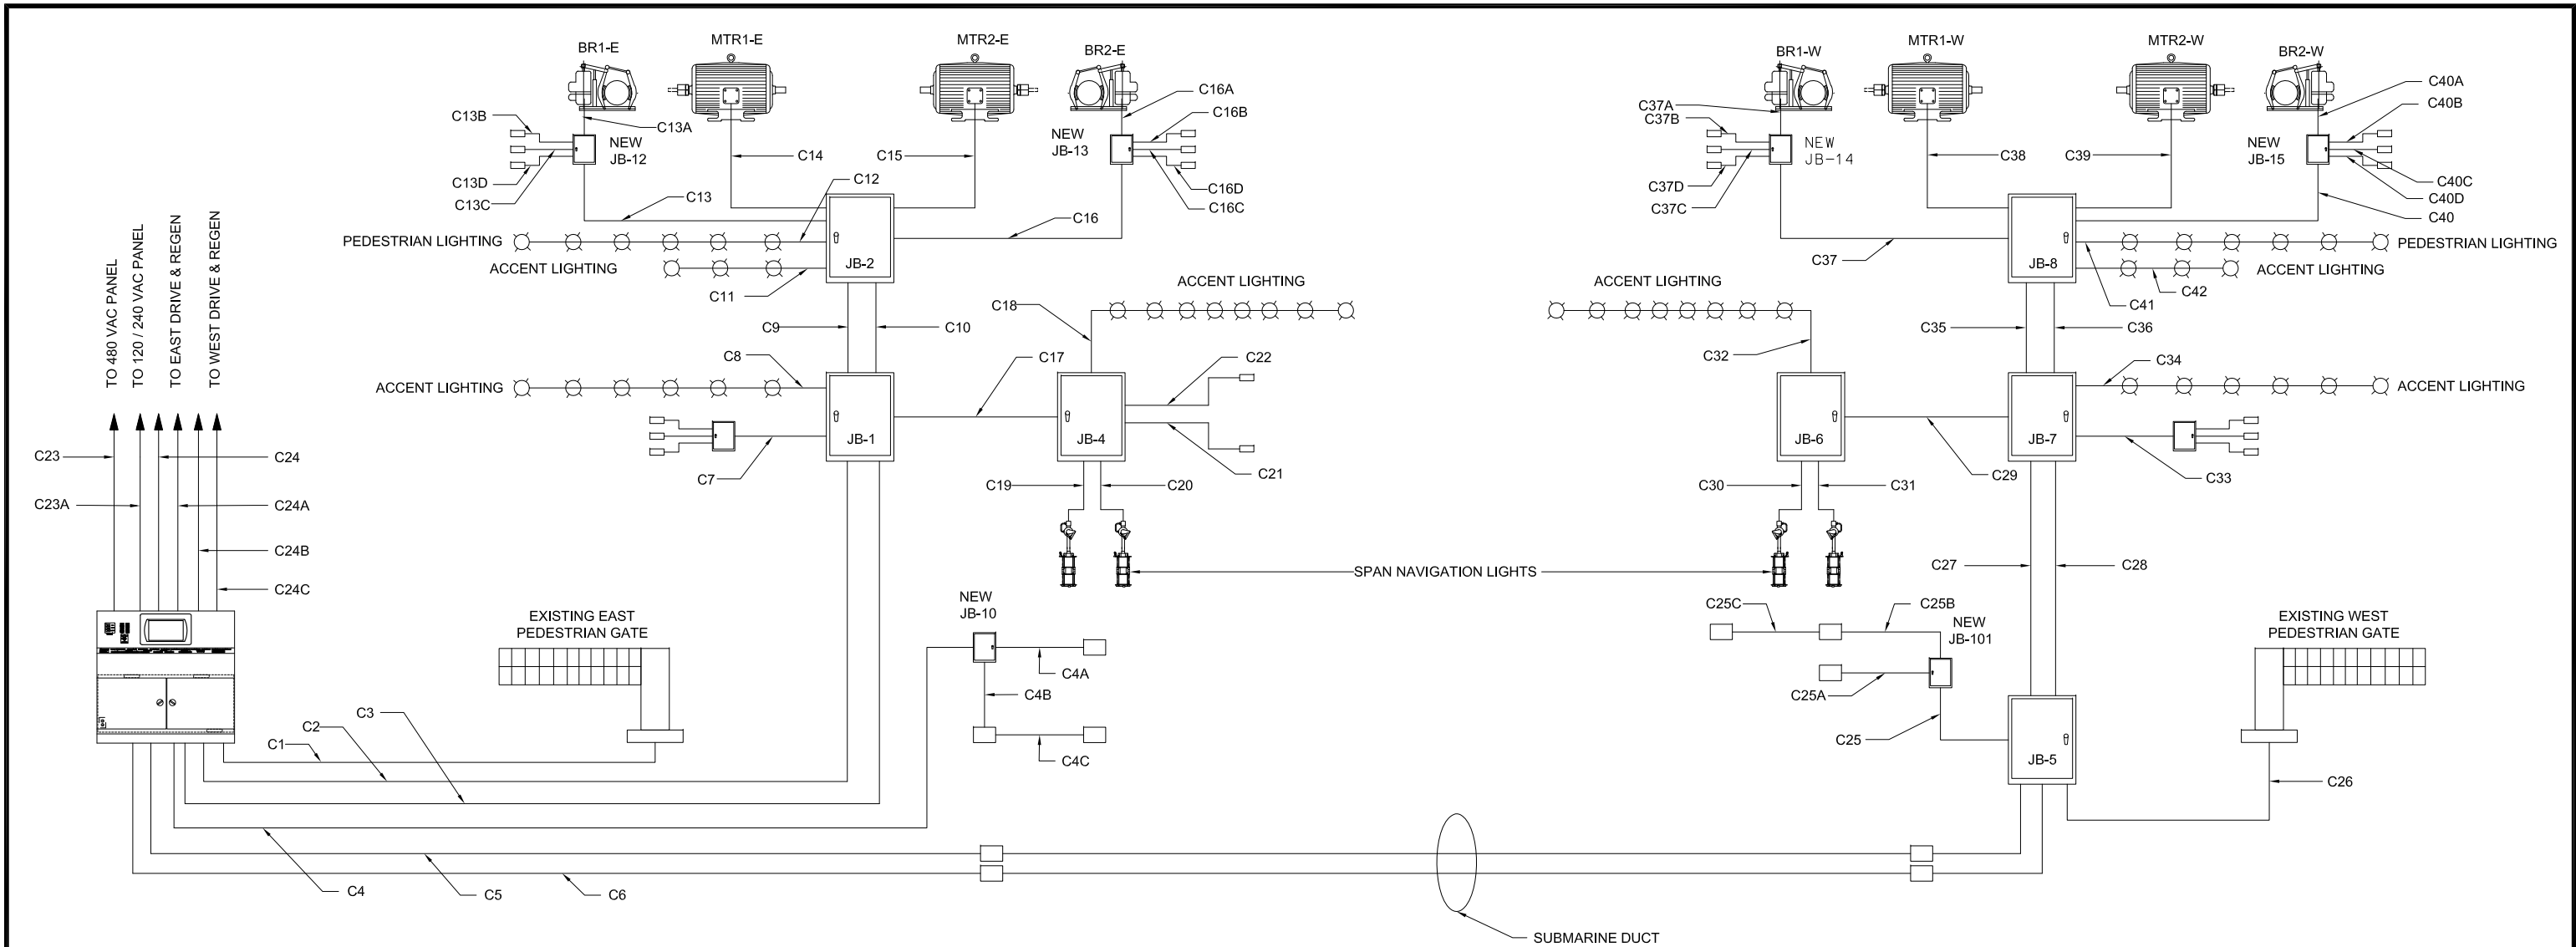 BR1-E
MTR1-E
MTR2-E
BR2-E
BR1-W
MTR1-W
MTR2-W
BR2-W
C13B
C13A
C16A
C16B
C37A
C37B
C40A
C40B
NEW
JB-12
C14
C15
NEW
JB-13
NEW
JB-14
C38
C39
NEW
JB-15
C13D
C13C
C13
C12
C16D
C16C
C16
C37D
C37C
C37
C40C
C40D
C40
PEDESTRIAN LIGHTING
ACCENT LIGHTING
C11
JB-2
JB-8
PEDESTRIAN LIGHTING
ACCENT LIGHTING
C41
C42
TO 480 VAC PANEL
TO 120 / 240 VAC PANEL
TO EAST DRIVE & REGEN
TO WEST DRIVE & REGEN
C9
C10
C18
ACCENT LIGHTING
ACCENT LIGHTING
C32
C35
C36
C8
C17
C22
C34
ACCENT LIGHTING
JB-1
JB-4
JB-6
JB-7
ACCENT LIGHTING
C7
C21
C29
C33
C23
C24
C23A
C24A
C24B
C24C
C19
C20
C30
C31
SPAN NAVIGATION LIGHTS
C27
C28
EXISTING EAST
PEDESTRIAN GATE
NEW
JB-10
C4A
C4B
C4C
C25C
C25B
NEW
JB-101
C25A
C25
JB-5
EXISTING WEST
PEDESTRIAN GATE
C26
C1
C2
C3
C4
C5
C6
SUBMARINE DUCT